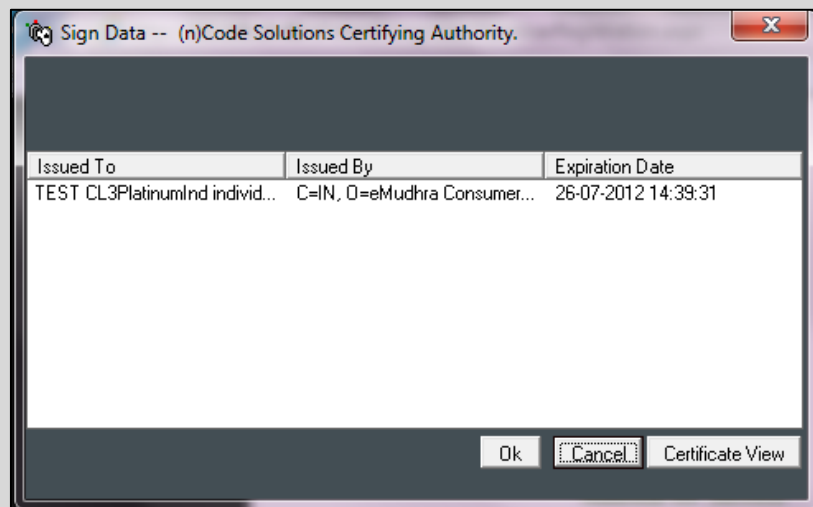 Sign Data -- (n)Code Solutions Certifying Authority.
Issued To Issued By Expiration Date
TEST CL3PlatinumInd individ... C=IN, O=eMudhra Consumer... 26-07-2012 14:39:31
Ok Cancel Certificate View